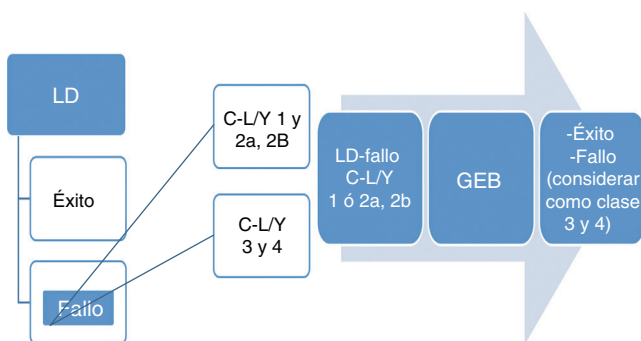 LD
Éxito
Fallo
C-L/Y 1 y
2a, 2B
C-L/Y
3 y 4
LD-fallo
C-L/Y
1 ó 2a, 2b
GEB
-Éxito
-Fallo
(considerar
como clase
3 y 4)